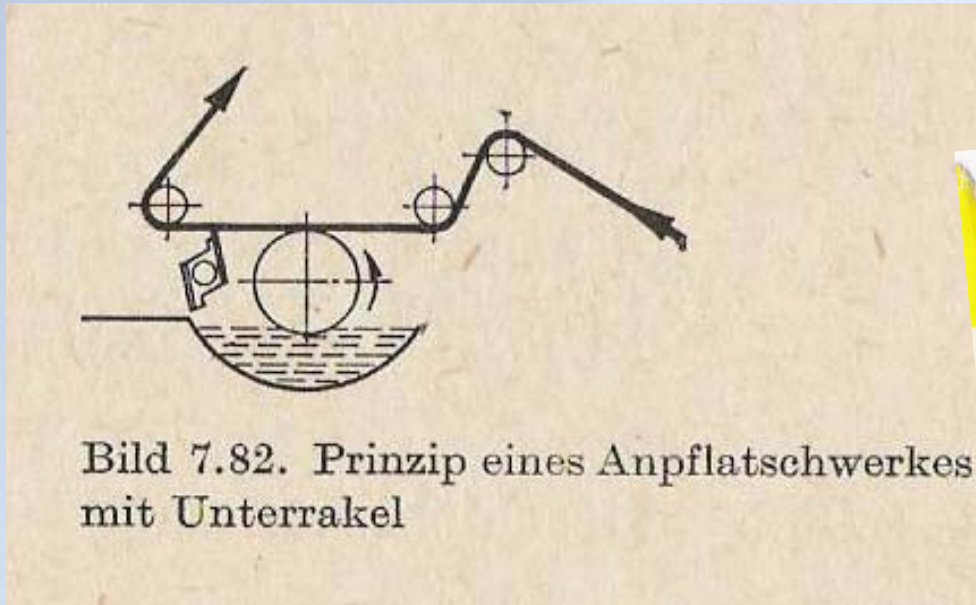 Bild 7.82. Prinzip eines Anpflatschwerkes
mit Unterrakel